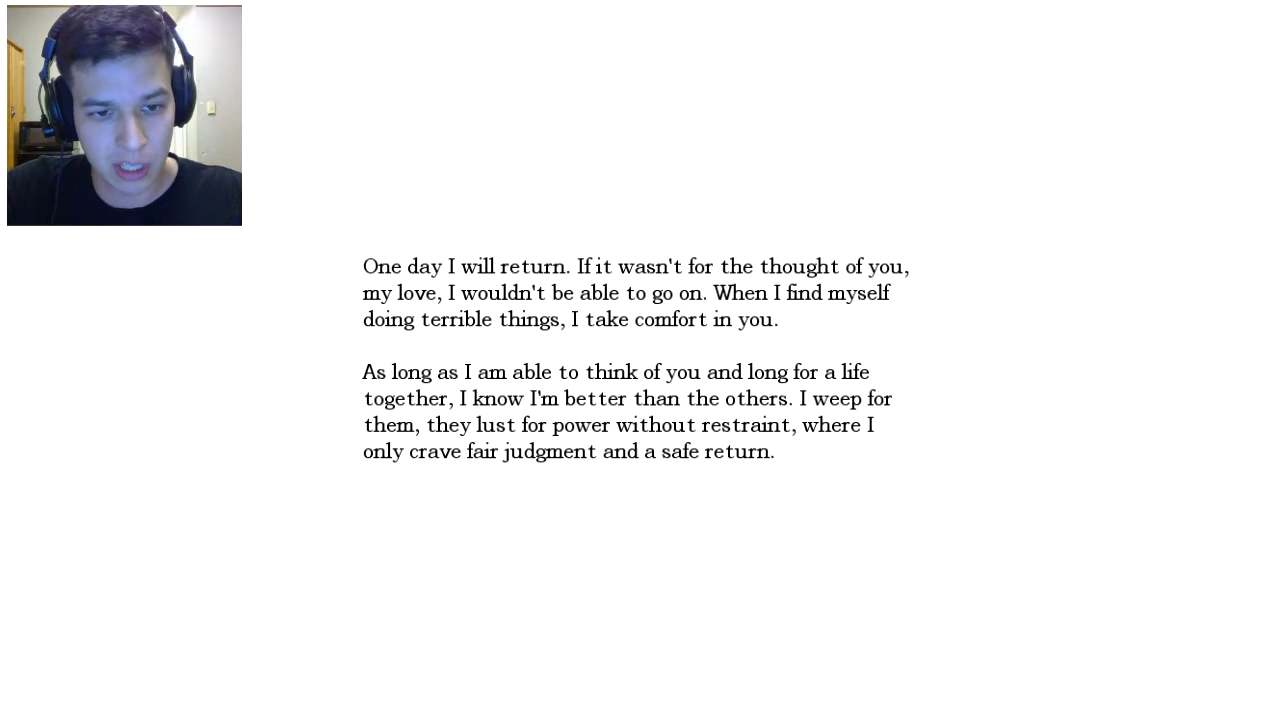 One day I will return. If it wasn't for the thought of you,
my love, I wouldn't be able to go on. When I find myself
doing terrible things, I take comfort in you.
As long as I am able to think of you and long for a life
together, I know I'm better than the others. I weep for
them, they lust for power without restraint, where I
only crave fair judgment and a safe return.